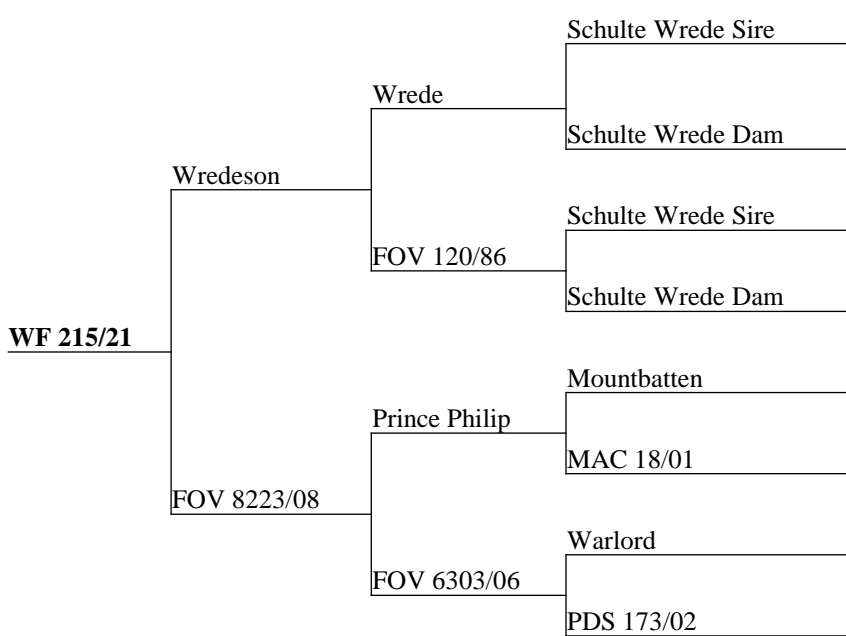 Schulte Wrede Sire
Wrede
Schulte Wrede Dam
Wredeson
Schulte Wrede Sire
FOV 120/86
Schulte Wrede Dam
WF 215/21
Mountbatten
Prince Philip
MAC 18/01
FOV 8223/08
Warlord
FOV 6303/06
PDS 173/02